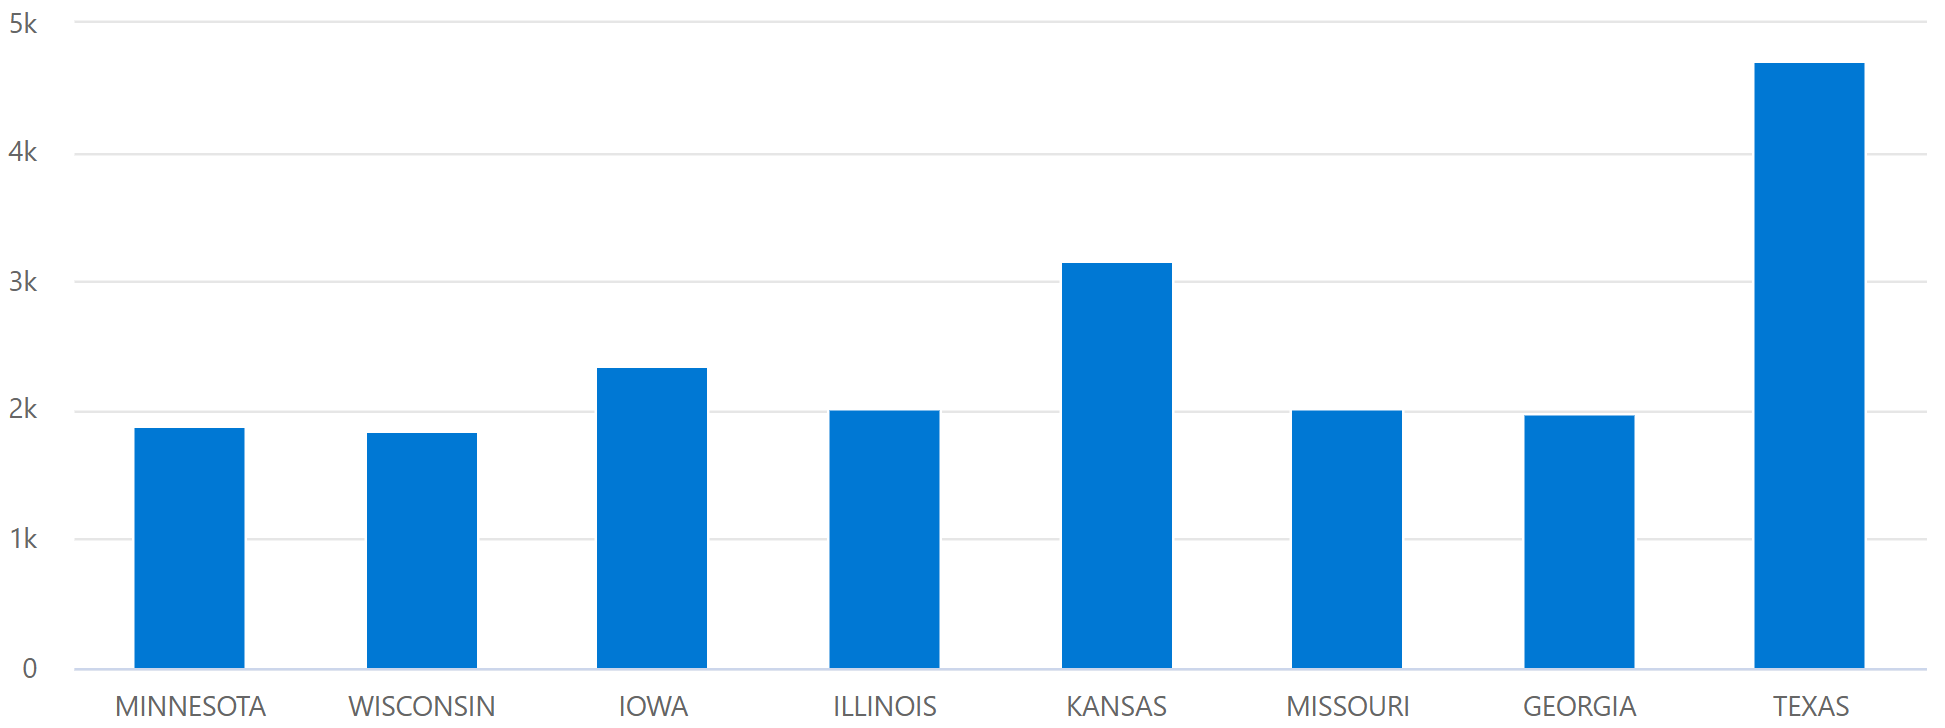 5k
4k
3k
2k
1k
0
MINNESOTA WISCONSIN IOWA ILLINOIS KANSAS MISSOURI GEORGIA TEXAS